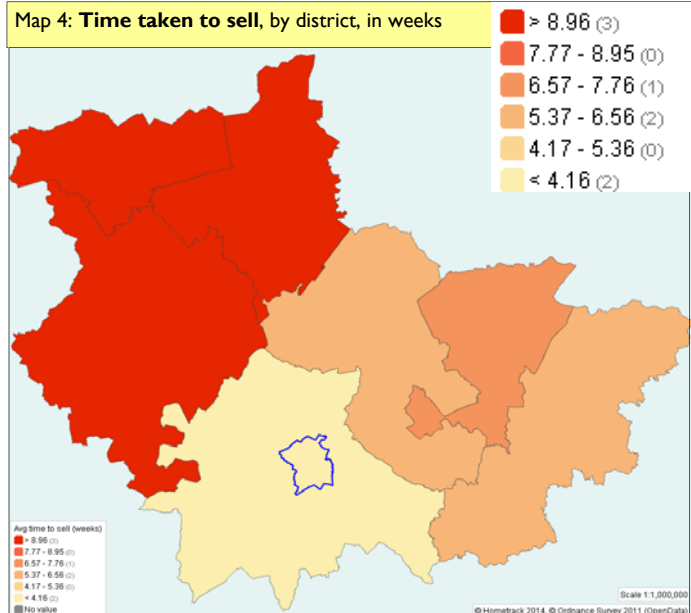 Map 4: Time taken to sell, by district, in weeks
> 8.96 (3)
7.77 - 8.95 (0)
6.57 - 7.76 (1)
5.37 - 6.56 (2)
4.17 - 5.36 (0)
< 4.16 (2)
Avg time to sell (weeks)
> 8.96 (3)
7.77 - 8.95 (0)
6.57 - 7.76 (1)
5.37 - 6.56 (2)
4.17 - 5.36 (0)
< 4.16 (2)
No value
Scale 1:1,000,000
© Hometrack 2014, © Ordnance Survey 2011 (OpenData)